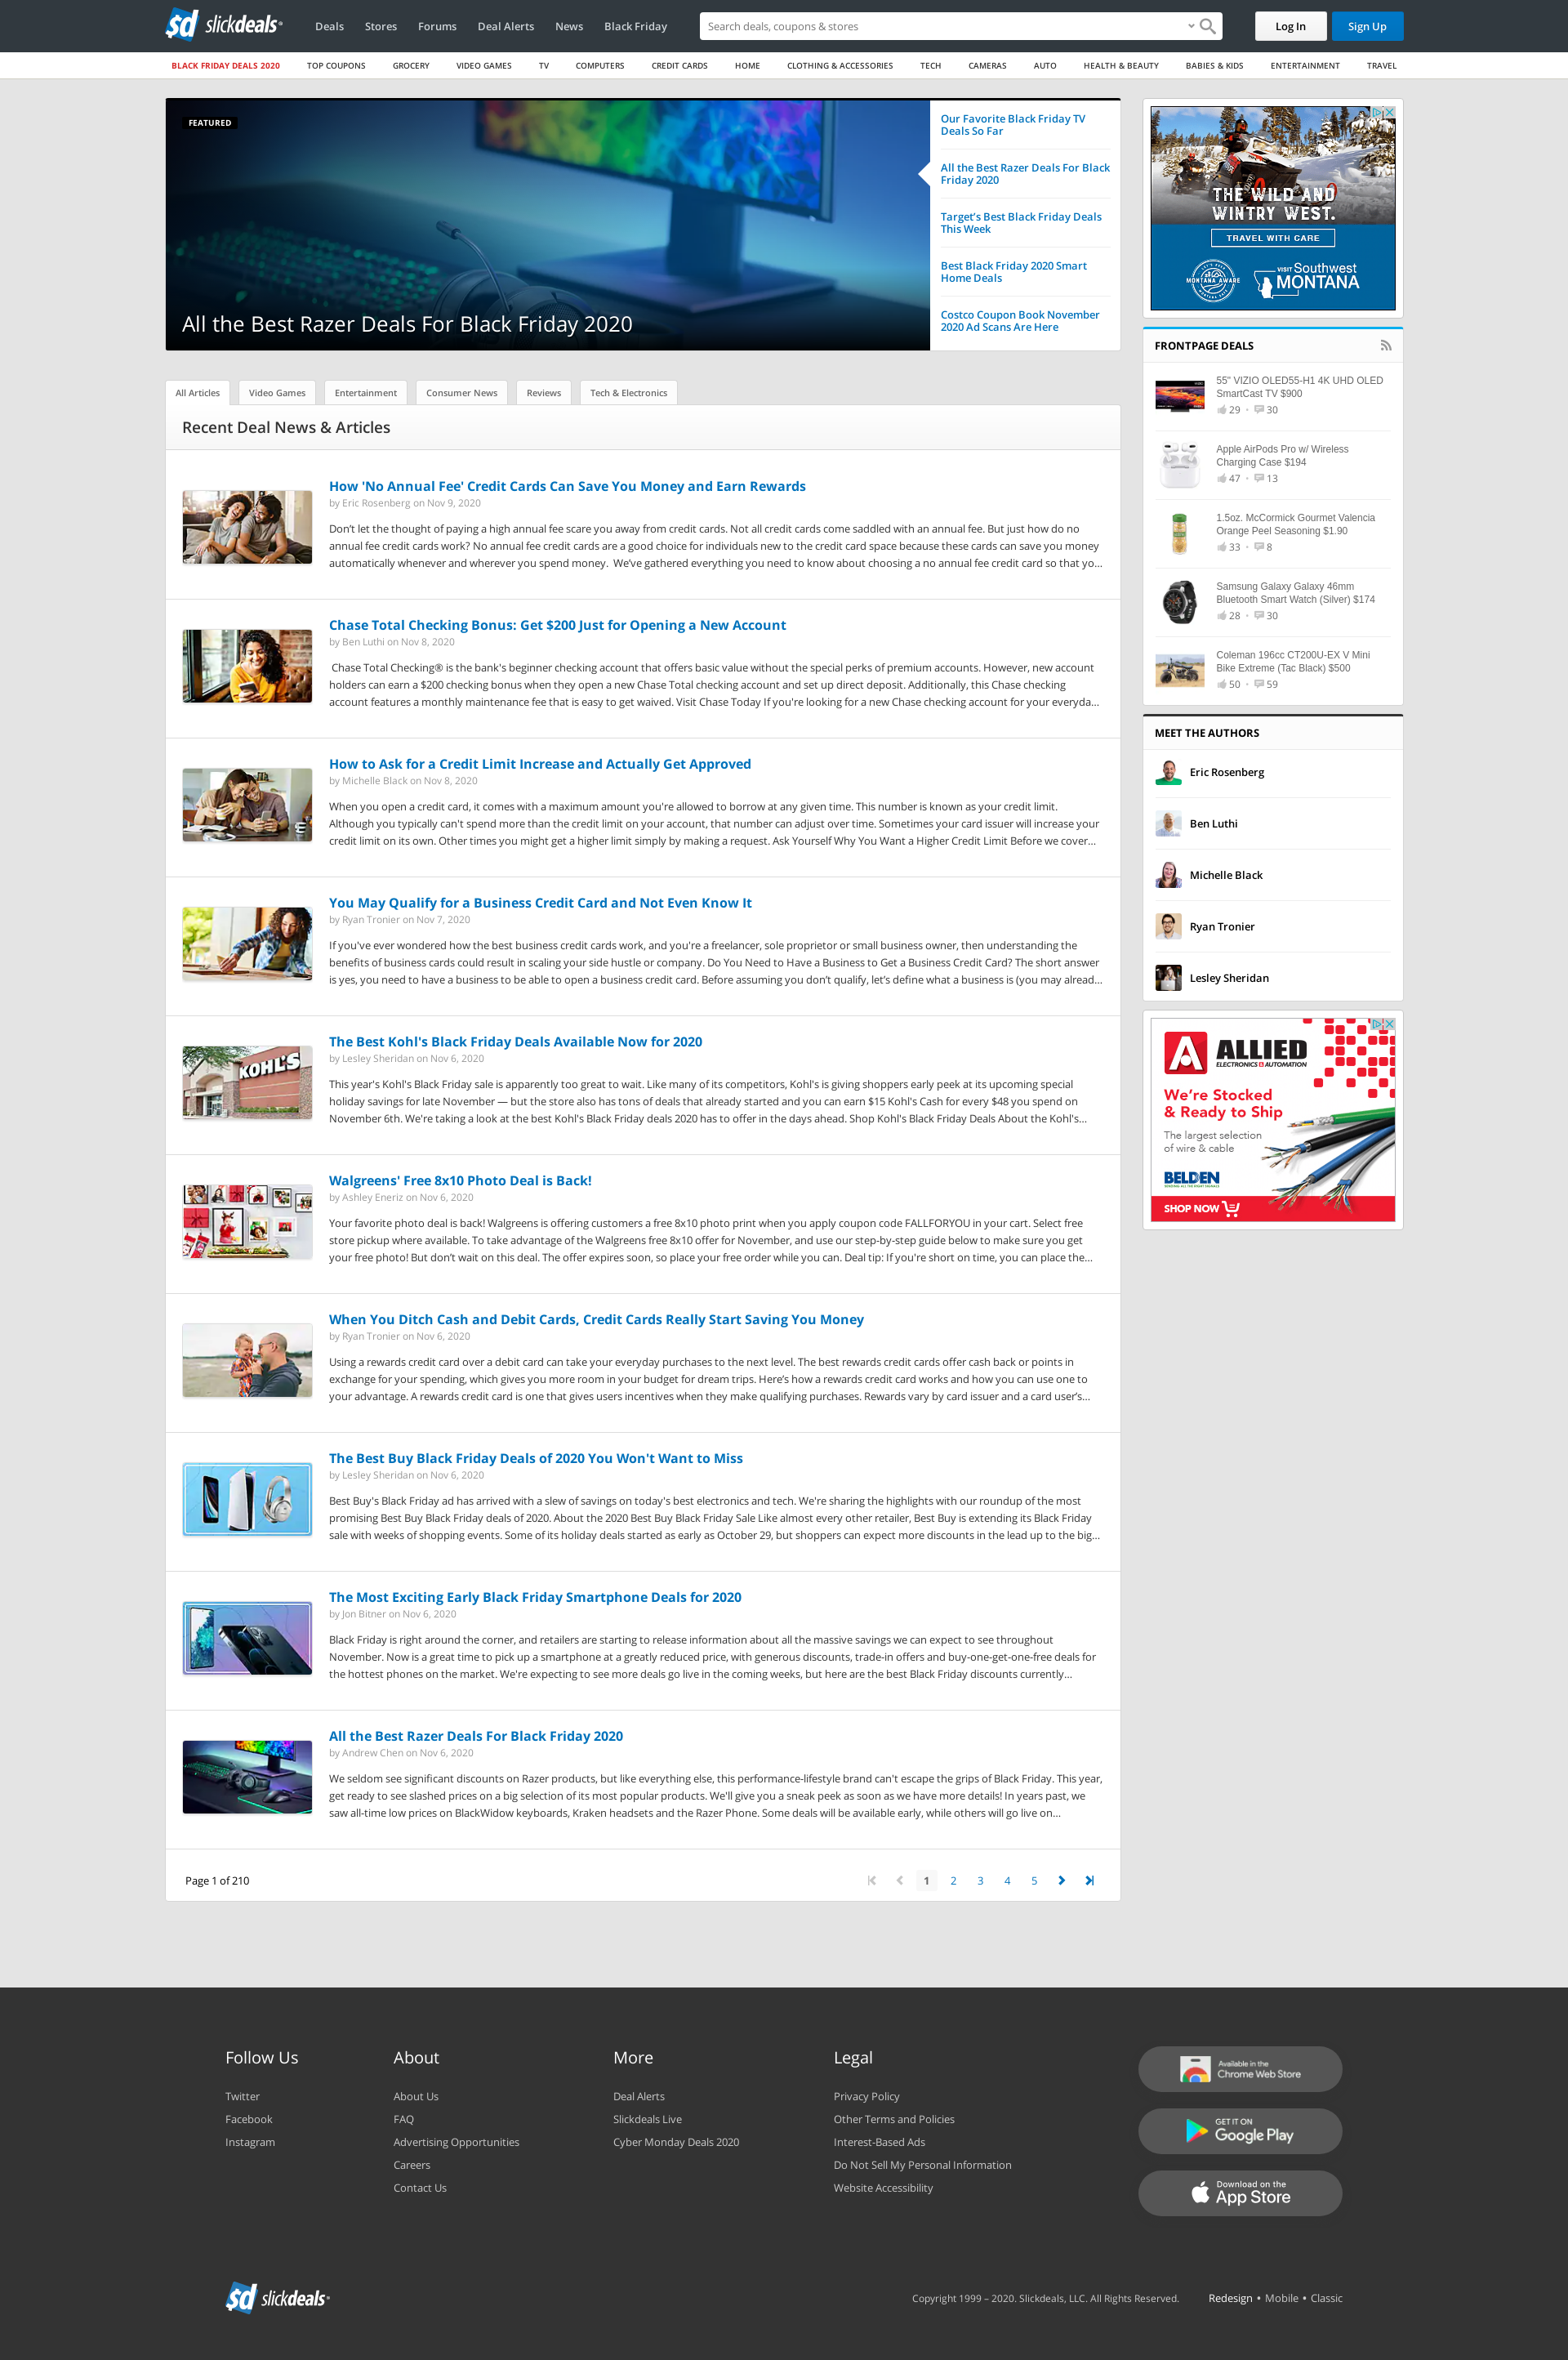 sd slickdeals
Deals Stores Forums Deal Alerts News Black Friday
Search deals, coupons & stores
Log In Sign Up
BLACK FRIDAY DEALS 2020 TOP COUPONS GROCERY VIDEO GAMES TV COMPUTERS CREDIT CARDS HOME CLOTHING & ACCESSORIES TECH CAMERAS AUTO HEALTH & BEAUTY BABIES & KIDS ENTERTAINMENT TRAVEL
FEATURED
All the Best Razer Deals For Black Friday 2020
Our Favorite Black Friday TV
Deals So Far
All the Best Razer Deals For Black
Friday 2020
Target’s Best Black Friday Deals
This Week
Best Black Friday 2020 Smart
Home Deals
Costco Coupon Book November
2020 Ad Scans Are Here
All Articles Video Games Entertainment Consumer News Reviews Tech & Electronics
Recent Deal News & Articles
How 'No Annual Fee' Credit Cards Can Save You Money and Earn Rewards
by Eric Rosenberg on Nov 9, 2020
Don’t let the thought of paying a high annual fee scare you away from credit cards. Not all credit cards come saddled with an annual fee. But just how do no
annual fee credit cards work? No annual fee credit cards are a good choice for individuals new to the credit card space because these cards can save you money
automatically whenever and wherever you spend money.  We’ve gathered everything you need to know about choosing a no annual fee credit card so that yo...
Chase Total Checking Bonus: Get $200 Just for Opening a New Account
by Ben Luthi on Nov 8, 2020
Chase Total Checking® is the bank's beginner checking account that offers basic value without the special perks of premium accounts. However, new account
holders can earn a $200 checking bonus when they open a new Chase Total Checking account and set up direct deposit. Additionally, this Chase checking
account features a monthly maintenance fee that is easy to get waived. Visit Chase Today If you're looking for a new Chase checking account for your everyda...
How to Ask for a Credit Limit Increase and Actually Get Approved
by Michelle Black on Nov 8, 2020
When you open a credit card, it comes with a maximum amount you're allowed to borrow at any given time. This number is known as your credit limit.
Although you typically can't spend more than the credit limit on your account, that number can adjust over time. Sometimes your card issuer will increase your
credit limit on its own. Other times you might get a higher limit simply by making a request. Ask Yourself Why You Want a Higher Credit Limit Before we cover...
You May Qualify for a Business Credit Card and Not Even Know It
by Ryan Tronier on Nov 7, 2020
If you've ever wondered how the best business credit cards work, and you're a freelancer, sole proprietor or small business owner, then understanding the
benefits of business cards could result in scaling your side hustle or company. Do You Need to Have a Business to Get a Business Credit Card? The short answer
is yes, you need to have a business to be able to open a business credit card. Before assuming you don’t qualify, let’s define what a business is (you may alread...
KOHL'S
The Best Kohl's Black Friday Deals Available Now for 2020
by Lesley Sheridan on Nov 6, 2020
This year's Kohl's Black Friday sale is apparently too great to wait. Like many of its competitors, Kohl's is giving shoppers early peek at its upcoming special
holiday savings for late November — but the store also has tons of deals that already started and you can earn $15 Kohl's Cash for every $48 you spend on
November 6th. We're taking a look at the best Kohl's Black Friday deals 2020 has to offer in the days ahead. Shop Kohl's Black Friday Deals About the Kohl's...
Walgreens' Free 8x10 Photo Deal is Back!
by Ashley Eneriz on Nov 6, 2020
Your favorite photo deal is back! Walgreens is offering customers a free 8x10 photo print when you apply coupon code FALLFORYOU in your cart. Select free
store pickup where available. To take advantage of the Walgreens free 8x10 offer for November, and use our step-by-step guide below to make sure you get
your free photo! But don’t wait on this deal. The offer expires soon, so place your free order while you can. Deal tip: If you're short on time, you can place the...
When You Ditch Cash and Debit Cards, Credit Cards Really Start Saving You Money
by Ryan Tronier on Nov 6, 2020
Using a rewards credit card over a debit card can take your everyday purchases to the next level. The best rewards credit cards offer cash back or points in
exchange for your spending, which gives you more room in your budget for dream trips. Here’s how a rewards credit card works and how you can use one to
your advantage. A rewards credit card is one that gives users incentives when they make qualifying purchases. Rewards vary by card issuer and a card user’s...
The Best Buy Black Friday Deals of 2020 You Won't Want to Miss
by Lesley Sheridan on Nov 6, 2020
Best Buy's Black Friday ad has arrived with a slew of savings on today's best electronics and tech. We're sharing the highlights with our roundup of the most
promising Best Buy Black Friday deals of 2020. About the 2020 Best Buy Black Friday Sale Like almost every other retailer, Best Buy is extending its Black Friday
sale with weeks of shopping events. Some of its holiday deals started as early as October 29, but shoppers can expect more discounts in the lead up to the big...
The Most Exciting Early Black Friday Smartphone Deals for 2020
by Jon Bitner on Nov 6, 2020
Black Friday is right around the corner, and retailers are starting to release information about all the massive savings we can expect to see throughout
November. Now is a great time to pick up a smartphone at a greatly reduced price, with generous discounts, trade-in offers and buy-one-get-one-free deals for
the hottest phones on the market. We're expecting to see more deals go live in the coming weeks, but here are the best Black Friday discounts currently...
All the Best Razer Deals For Black Friday 2020
by Andrew Chen on Nov 6, 2020
We seldom see significant discounts on Razer products, but like everything else, this performance-lifestyle brand can't escape the grips of Black Friday. This year,
get ready to see slashed prices on a big selection of its most popular products. We'll give you a sneak peek as soon as we have more details! In years past, we
saw all-time low prices on BlackWidow keyboards, Kraken headsets and the Razer Phone. Some deals will be available early, while others will go live on...
Page 1 of 210
1 2 3 4 5
THE WILD AND
WINTRY WEST.
TRAVEL WITH CARE
MONTANA AWARE
VISIT Southwest
MONTANA
FRONTPAGE DEALS
55" VIZIO OLED55-H1 4K UHD OLED
SmartCast TV $900
29 • 30
Apple AirPods Pro w/ Wireless
Charging Case $194
47 • 13
1.5oz. McCormick Gourmet Valencia
Orange Peel Seasoning $1.90
33 • 8
Samsung Galaxy Galaxy 46mm
Bluetooth Smart Watch (Silver) $174
28 • 30
Coleman 196cc CT200U-EX V Mini
Bike Extreme (Tac Black) $500
50 • 59
MEET THE AUTHORS
Eric Rosenberg
Ben Luthi
Michelle Black
Ryan Tronier
Lesley Sheridan
ALLIED
ELECTRONICS & AUTOMATION
We’re Stocked
& Ready to Ship
The largest selection
of wire & cable
BELDEN
SHOP NOW
Follow Us
Twitter
Facebook
Instagram
About
About Us
FAQ
Advertising Opportunities
Careers
Contact Us
More
Deal Alerts
Slickdeals Live
Cyber Monday Deals 2020
Legal
Privacy Policy
Other Terms and Policies
Interest-Based Ads
Do Not Sell My Personal Information
Website Accessibility
Available in the
Chrome Web Store
GET IT ON
Google Play
Download on the
App Store
sd slickdeals
Copyright 1999 – 2020. Slickdeals, LLC. All Rights Reserved.
Redesign • Mobile • Classic